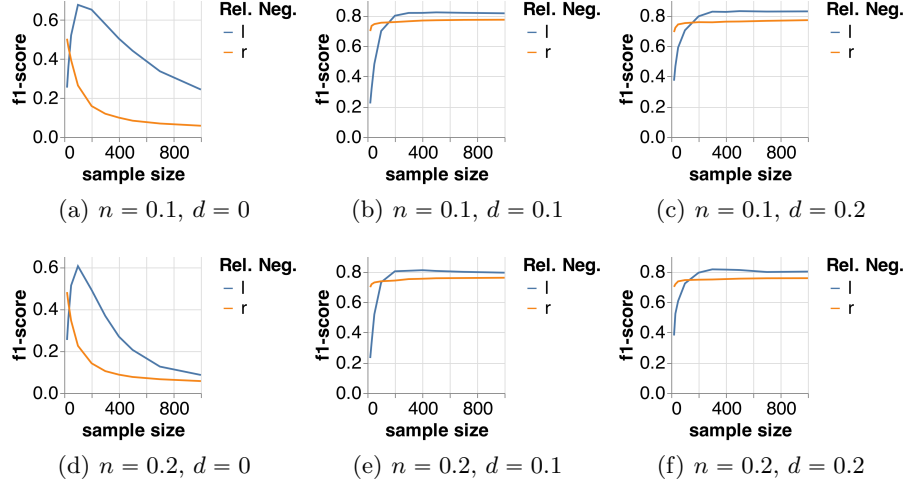 f1-score
0.6
0.4
0.2
0.0
0 400 800
sample size
Rel. Neg.
l
r
(a) n = 0.1, d = 0
f1-score
0.8
0.6
0.4
0.2
0.0
0 400 800
sample size
Rel. Neg.
l
r
(b) n = 0.1, d = 0.1
f1-score
0.8
0.6
0.4
0.2
0.0
0 400 800
sample size
Rel. Neg.
l
r
(c) n = 0.1, d = 0.2
f1-score
0.6
0.4
0.2
0.0
0 400 800
sample size
Rel. Neg.
l
r
(d) n = 0.2, d = 0
f1-score
0.8
0.6
0.4
0.2
0.0
0 400 800
sample size
Rel. Neg.
l
r
(e) n = 0.2, d = 0.1
f1-score
0.8
0.6
0.4
0.2
0.0
0 400 800
sample size
Rel. Neg.
l
r
(f) n = 0.2, d = 0.2